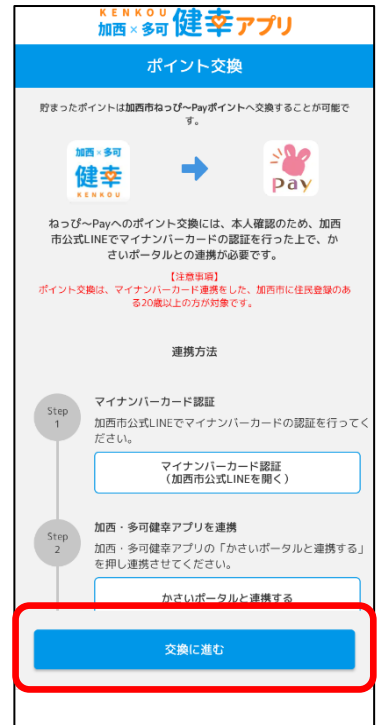 KENKOU
加西×多可 健幸アプリ
ポイント交換
貯まったポイントは加西市ねっぴ〜Payポイントへ交換することが可能で
す。
加西×多可
健幸
KENKOU
pay
ねっぴ〜Payへのポイント交換には、本人確認のため、加西
市公式LINEでマイナンバーカードの認証を行った上で、か
さいポータルとの連携が必要です。
【注意事項】
ポイント交換は、マイナンバーカード連携をした、加西市に住民登録のあ
る20歳以上の方が対象です。
連携方法
Step
1
マイナンバーカード認証
加西市公式LINEでマイナンバーカードの認証を行ってく
ださい。
マイナンバーカード認証
（加西市公式LINEを開く）
Step
2
加西・多可健幸アプリを連携
加西・多可健幸アプリの「かさいポータルと連携する」
を押し連携させてください。
かさいポータルと連携する
交換に進む